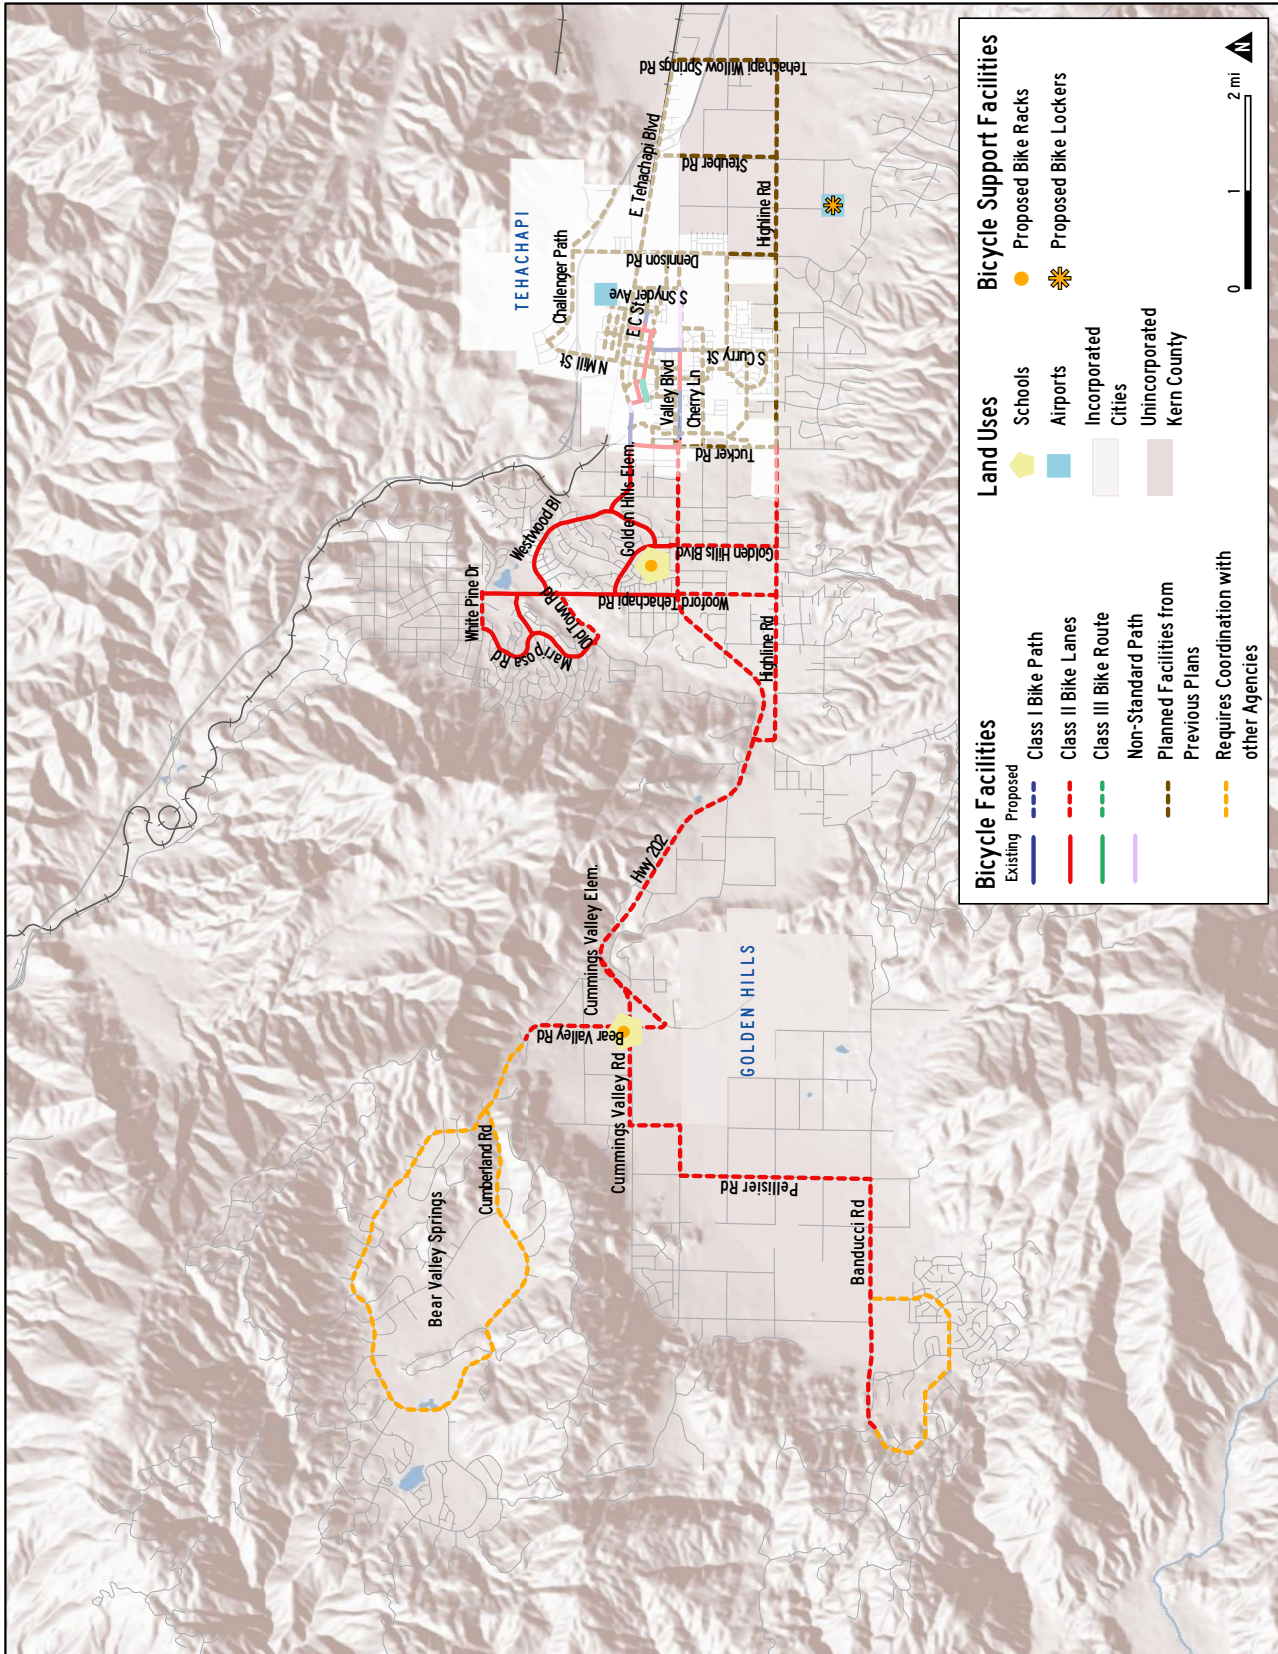 Bear Valley Springs
Cumberland Rd
Cummings Valley Rd
Bear Valley Rd
Cummings Valley Elem.
Hwy 202
Pellisier Rd
Banducci Rd
GOLDEN HILLS
White Pine Dr
Mariposa Rd
Old Town Rd
Westwood Bl
Woodford
Tehachapi Rd
Golden Hills Elem.
Golden Hills Blvd
Highline Rd
TEHACHAPI
Challenger Path
N Mill St
E C St
S Snyder Ave
E. Tehachapi Blvd
Dennison Rd
Valley Blvd
Cherry Ln
S Curry St
Tucker Rd
Highline Rd
Steuber Rd
Tehachapi Willow Springs Rd
Bicycle Facilities
Existing
Proposed
Class I Bike Path
Class II Bike Lanes
Class III Bike Route
Non-Standard Path
Planned Facilities from
Previous Plans
Requires Coordination with
other Agencies
Land Uses
Schools
Airports
Incorporated
Cities
Unincorporated
Kern County
Bicycle Support Facilities
Proposed Bike Racks
Proposed Bike Lockers
0
1
2 mi
N